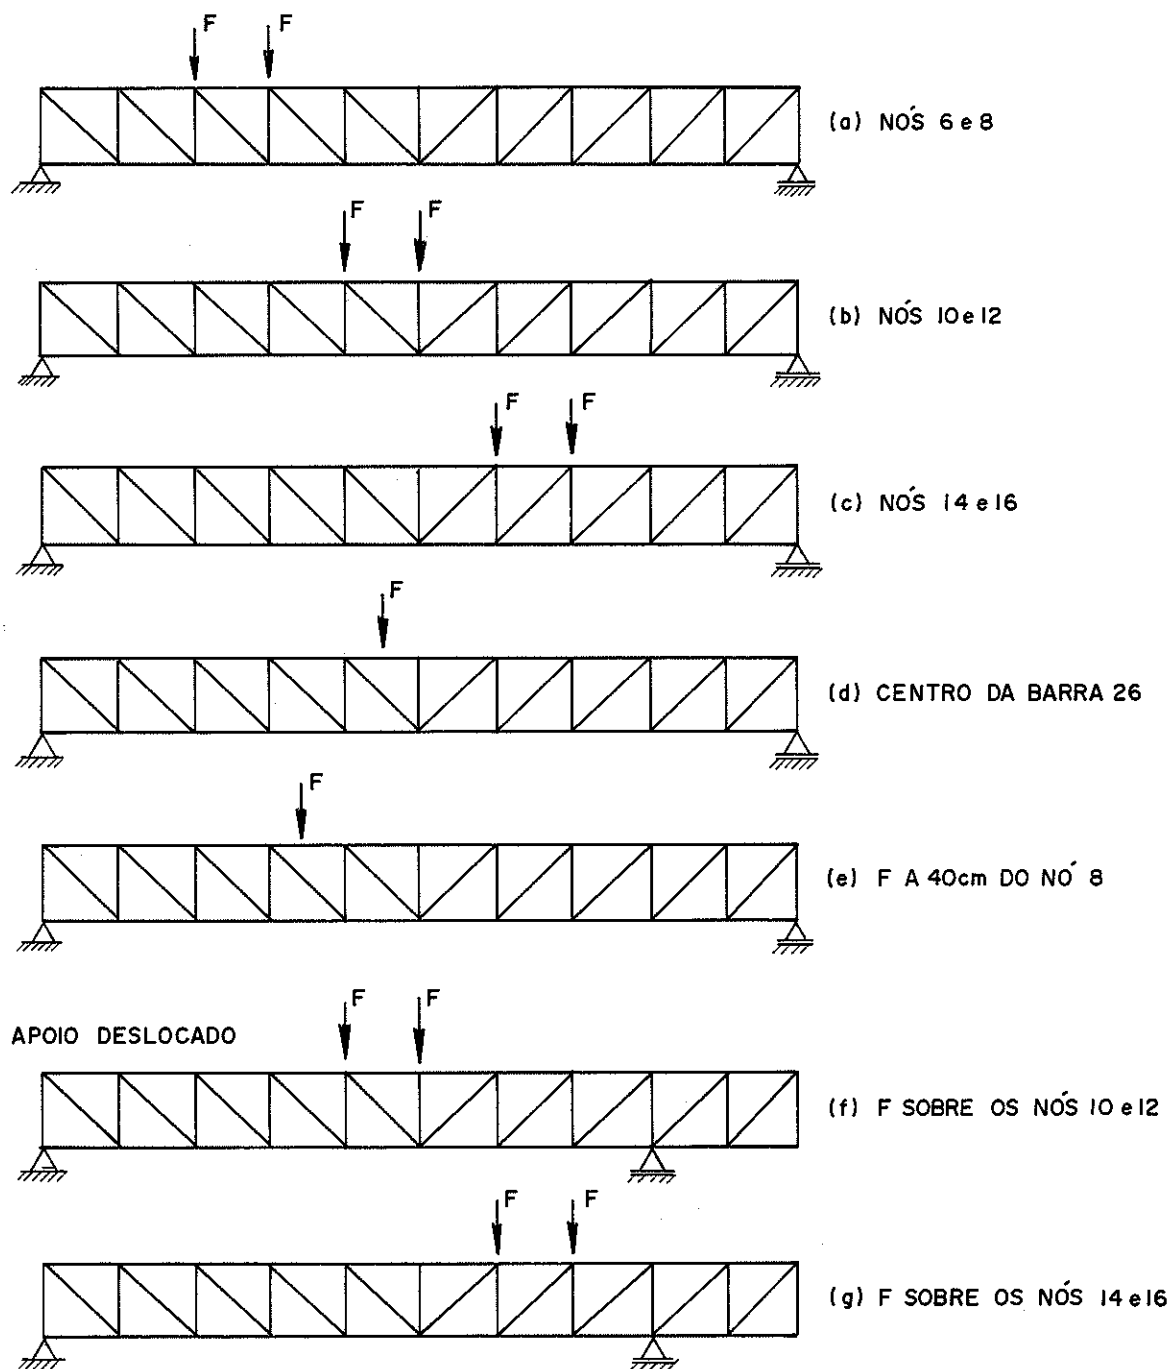 F F
(a) NÓS 6 e 8
F F
(b) NÓS 10 e 12
F F
(c) NÓS 14 e 16
F
(d) CENTRO DA BARRA 26
F
(e) F A 40cm DO NÓ 8
F F
APOIO DESLOCADO
(f) F SOBRE OS NÓS 10 e 12
F F
(g) F SOBRE OS NÓS 14 e 16